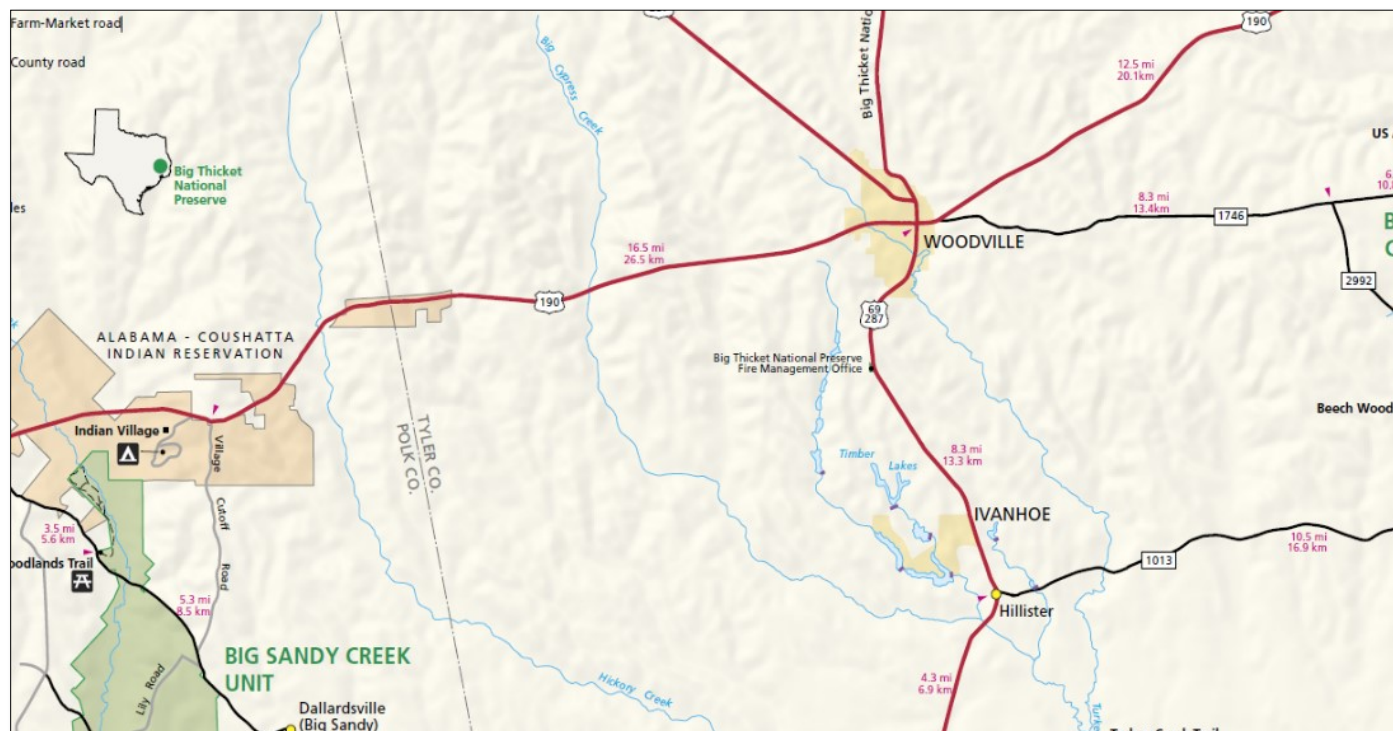 Farm-Market road
County road
Big Thicket
National
Preserve
les
Big
Cypress
Creek
Big Thicket Natio
190
12.5 mi
20.1km
US
8.3 mi
13.4km
1746
6.
10.8
B
C
WOODVILLE
2992
16.5 mi
26.5 km
190
69
287
ALABAMA - COUSHATTA
INDIAN RESERVATION
Big Thicket National Preserve
Fire Management Office
Beech Wood
Indian Village
Village
Cutoff
Road
TYLER CO.
POLK CO.
8.3 mi
13.3 km
Timber
Lakes
IVANHOE
3.5 mi
5.6 km
oodlands Trail
10.5 mi
16.9 km
1013
5.3 mi
8.5 km
Hillister
BIG SANDY CREEK
UNIT
Lily Road
Hickory Creek
4.3 mi
6.9 km
Turke
Dallardsville
(Big Sandy)